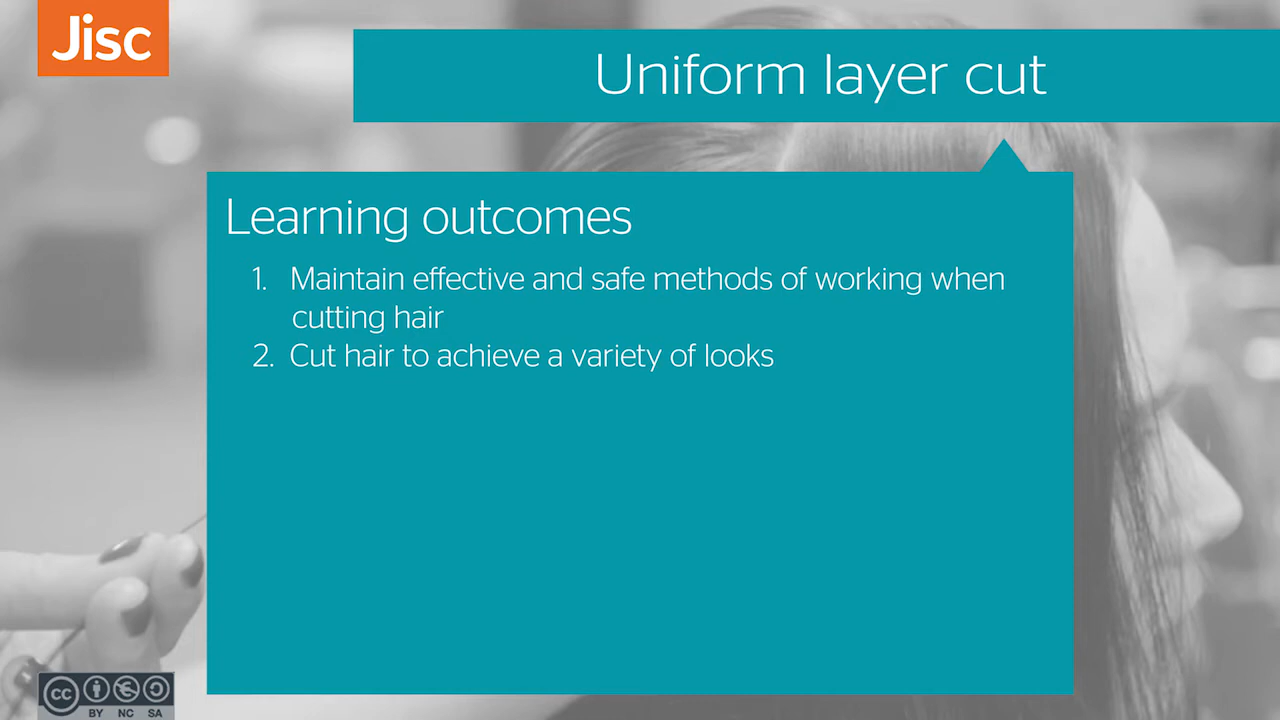 Jisc
Uniform layer cut
Learning outcomes
1. Maintain effective and safe methods of working when
cutting hair
2. Cut hair to achieve a variety of looks
cc
BY NC SA